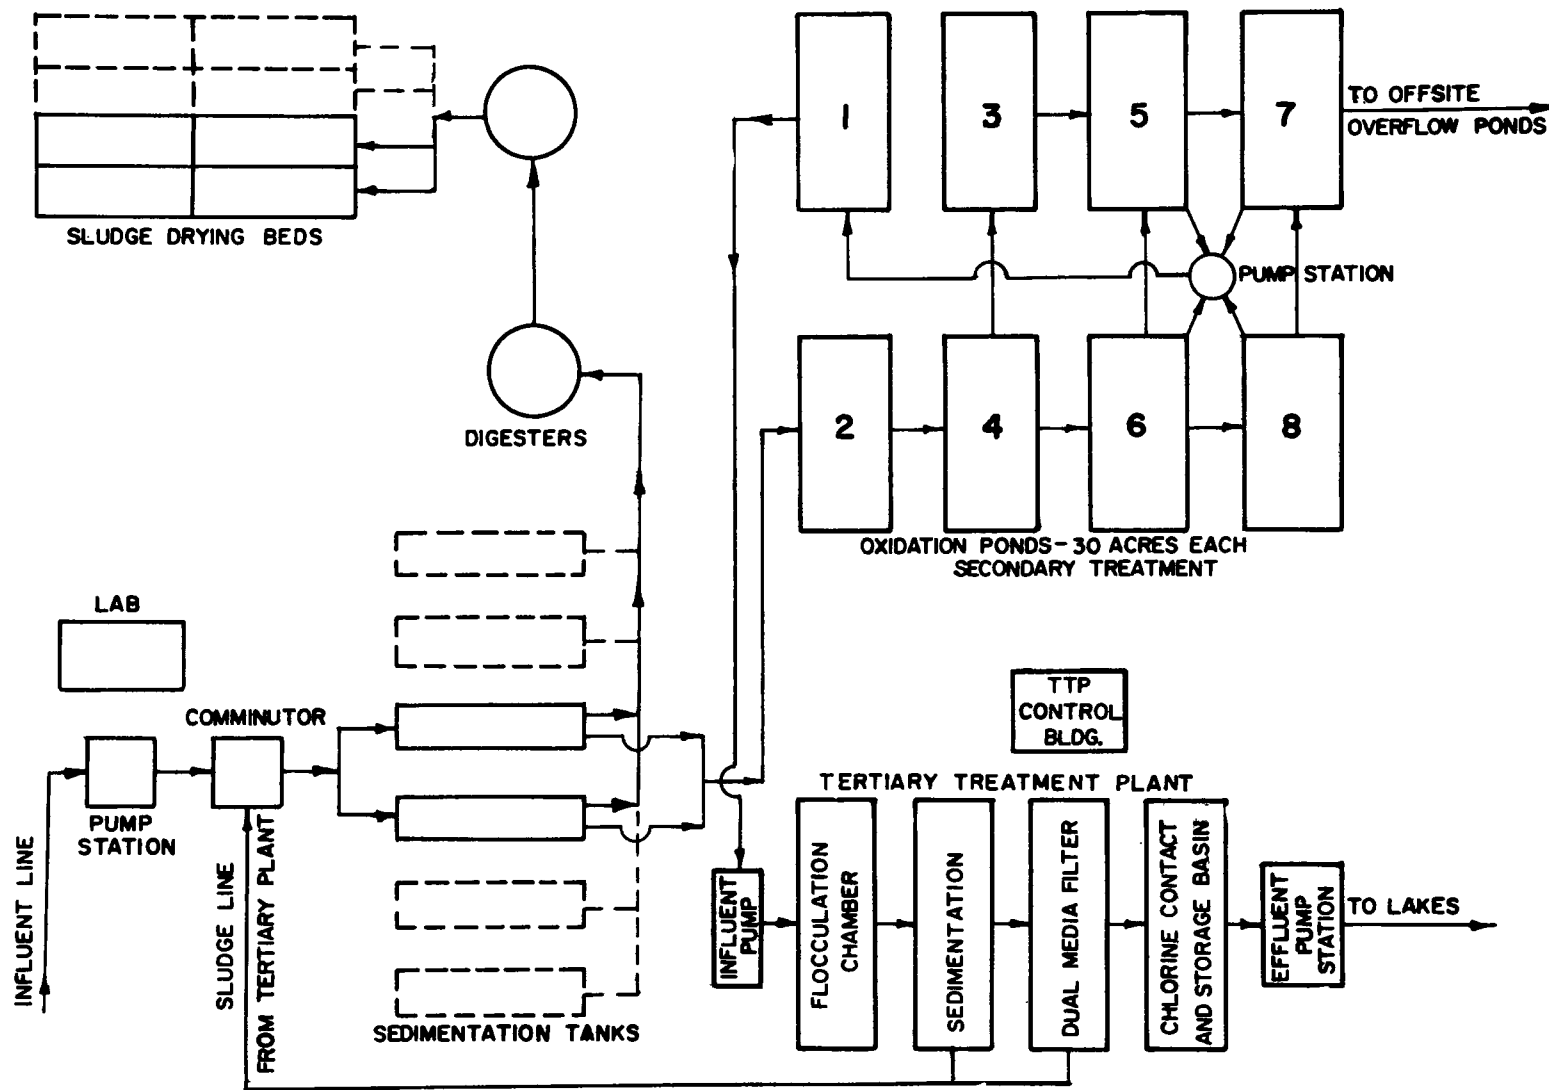 SLUDGE DRYING BEDS
DIGESTERS
1
3
5
7
TO OFFSITE
OVERFLOW PONDS
PUMP STATION
2
4
6
8
OXIDATION PONDS-30 ACRES EACH
SECONDARY TREATMENT
LAB
COMMINUTOR
PUMP
STATION
INFLUENT LINE
SLUDGE LINE
FROM TERTIARY PLANT
SEDIMENTATION TANKS
TTP
CONTROL
BLDG.
TERTIARY TREATMENT PLANT
INFLUENT
PUMP
FLOCCULATION
CHAMBER
SEDIMENTATION
DUAL MEDIA FILTER
CHLORINE CONTACT
AND STORAGE BASIN
EFFLUENT
PUMP
STATION
TO LAKES